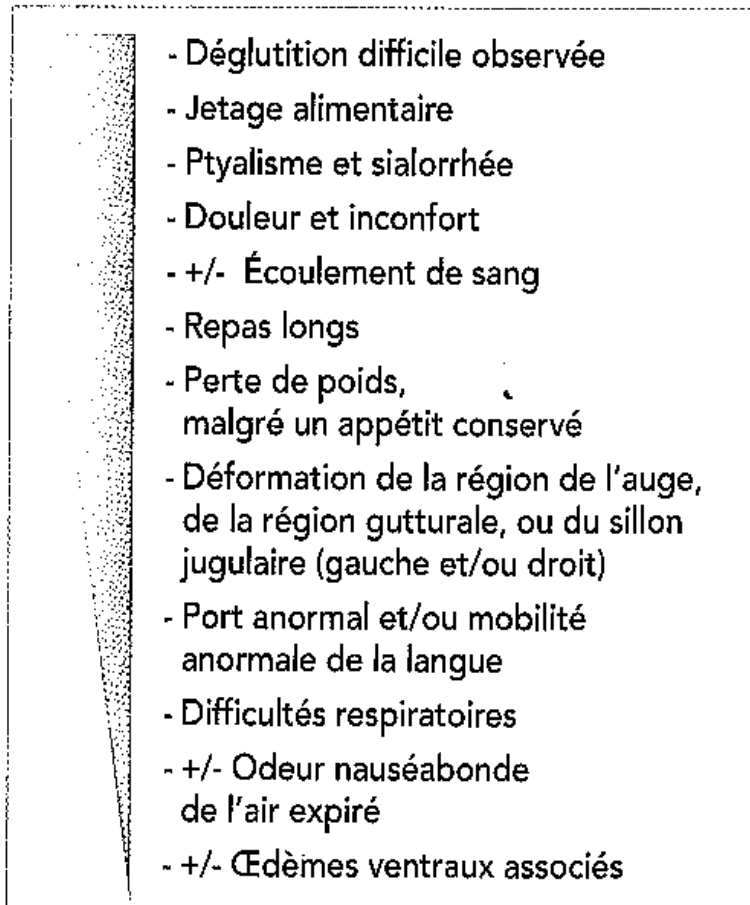 - Déglutition difficile observée
- Jetage alimentaire
- Ptyalisme et sialorrhée
- Douleur et inconfort
- +/- Écoulement de sang
- Repas longs
- Perte de poids,
malgré un appétit conservé
- Déformation de la région de l'auge,
de la région gutturale, ou du sillon
jugulaire (gauche et/ou droit)
- Port anormal et/ou mobilité
anormale de la langue
- Difficultés respiratoires
- +/- Odeur nauséabonde
de l'air expiré
- +/- Œdèmes ventraux associés